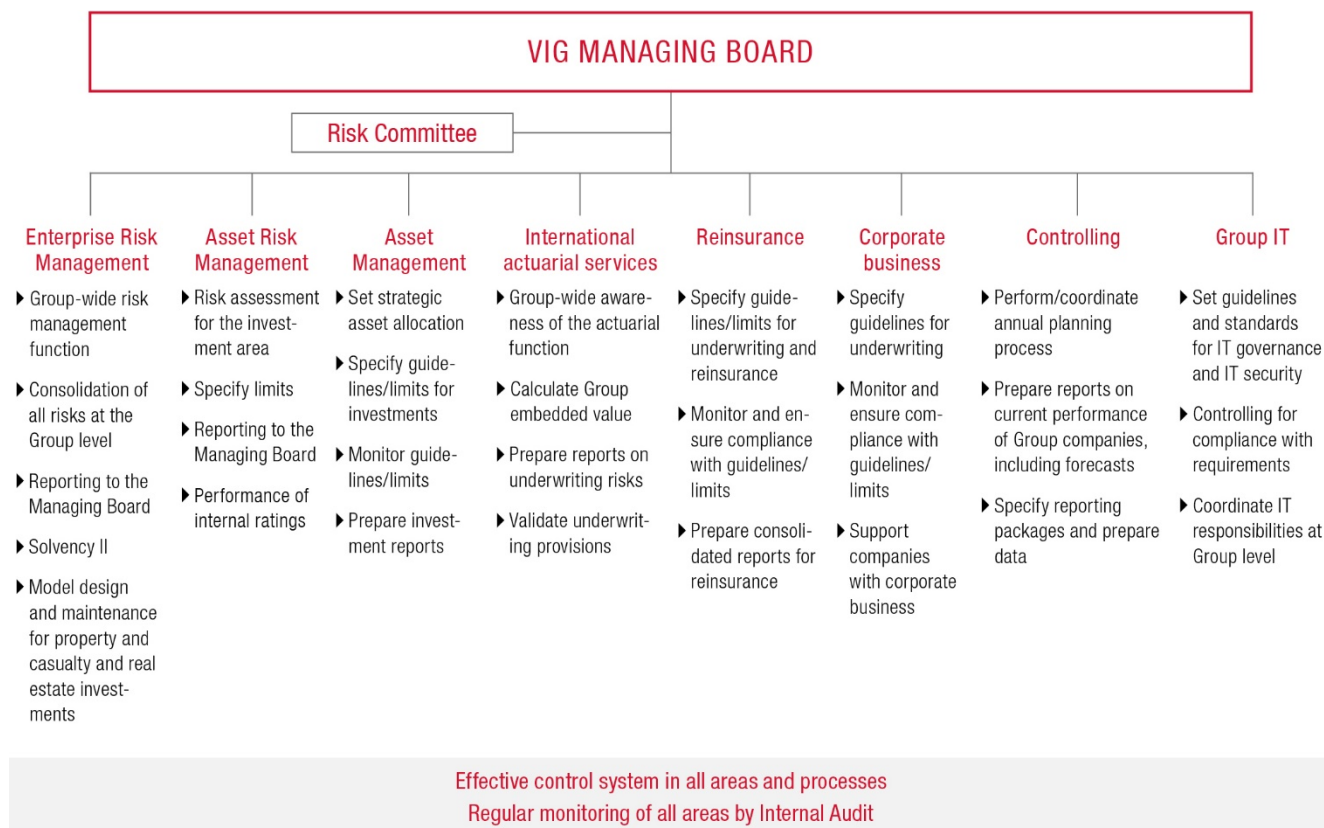 VIG MANAGING BOARD
Risk Committee
Enterprise Risk
Management
▶ Group-wide risk
management
function
▶ Consolidation of
all risks at the
Group level
▶ Reporting to the
Managing Board
▶ Solvency II
▶ Model design
and maintenance
for property and
casualty and real
estate invest-
ments
Asset Risk
Management
▶ Risk assessment
for the invest-
ment area
▶ Specify limits
▶ Reporting to the
Managing Board
▶ Performance of
internal ratings
Asset
Management
▶ Set strategic
asset allocation
▶ Specify guide-
lines/limits for
investments
▶ Monitor guide-
lines/limits
▶ Prepare invest-
ment reports
International
actuarial services
▶ Group-wide aware-
ness of the actuarial
function
▶ Calculate Group
embedded value
▶ Prepare reports on
underwriting risks
▶ Validate underwrit-
ing provisions
Reinsurance
▶ Specify guide-
lines/limits for
underwriting and
reinsurance
▶ Monitor and en-
sure compliance
with guidelines/
limits
▶ Prepare consoli-
dated reports for
reinsurance
Corporate
business
▶ Specify
guidelines for
underwriting
▶ Monitor and
ensure com-
pliance with
guidelines/
limits
▶ Support
companies
with corporate
business
Controlling
▶ Perform/coordinate
annual planning
process
▶ Prepare reports on
current performance
of Group companies,
including forecasts
▶ Specify reporting
packages and prepare
data
Group IT
▶ Set guidelines
and standards
for IT governance
and IT security
▶ Controlling for
compliance with
requirements
▶ Coordinate IT
responsibilities at
Group level
Effective control system in all areas and processes
Regular monitoring of all areas by Internal Audit